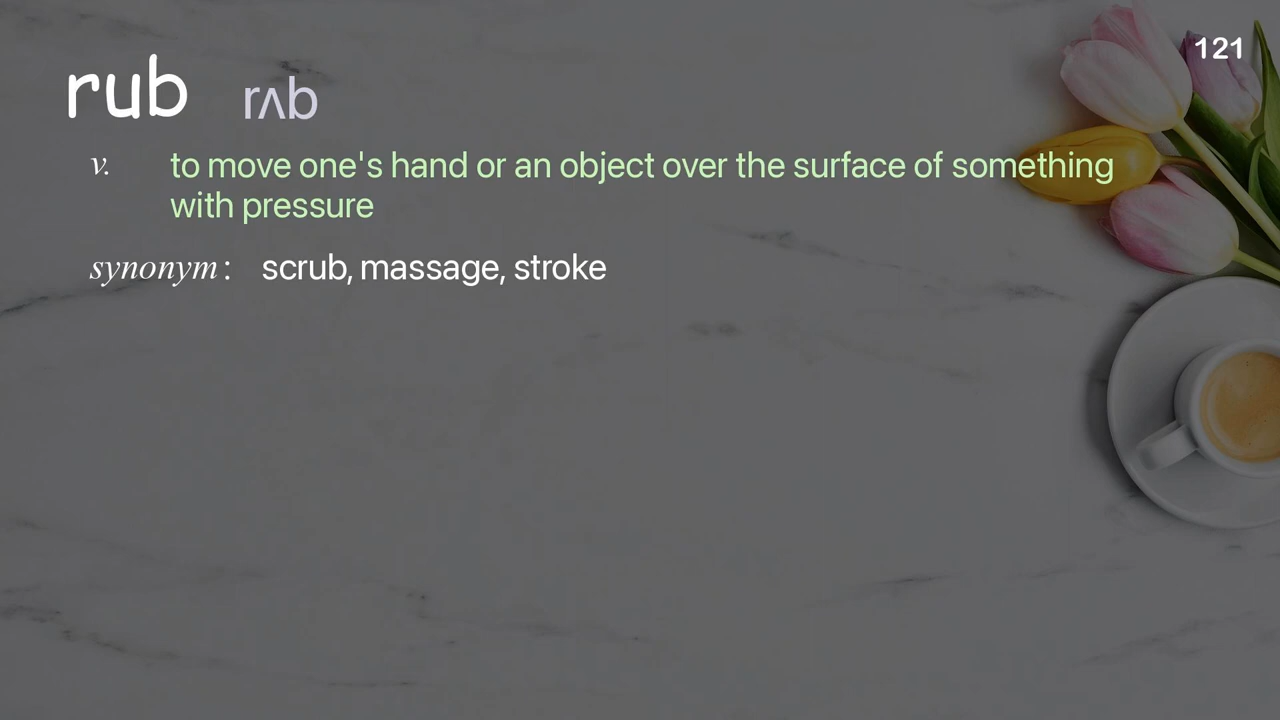 121
rub rʌb
v. to move one's hand or an object over the surface of something
with pressure
synonym: scrub, massage, stroke